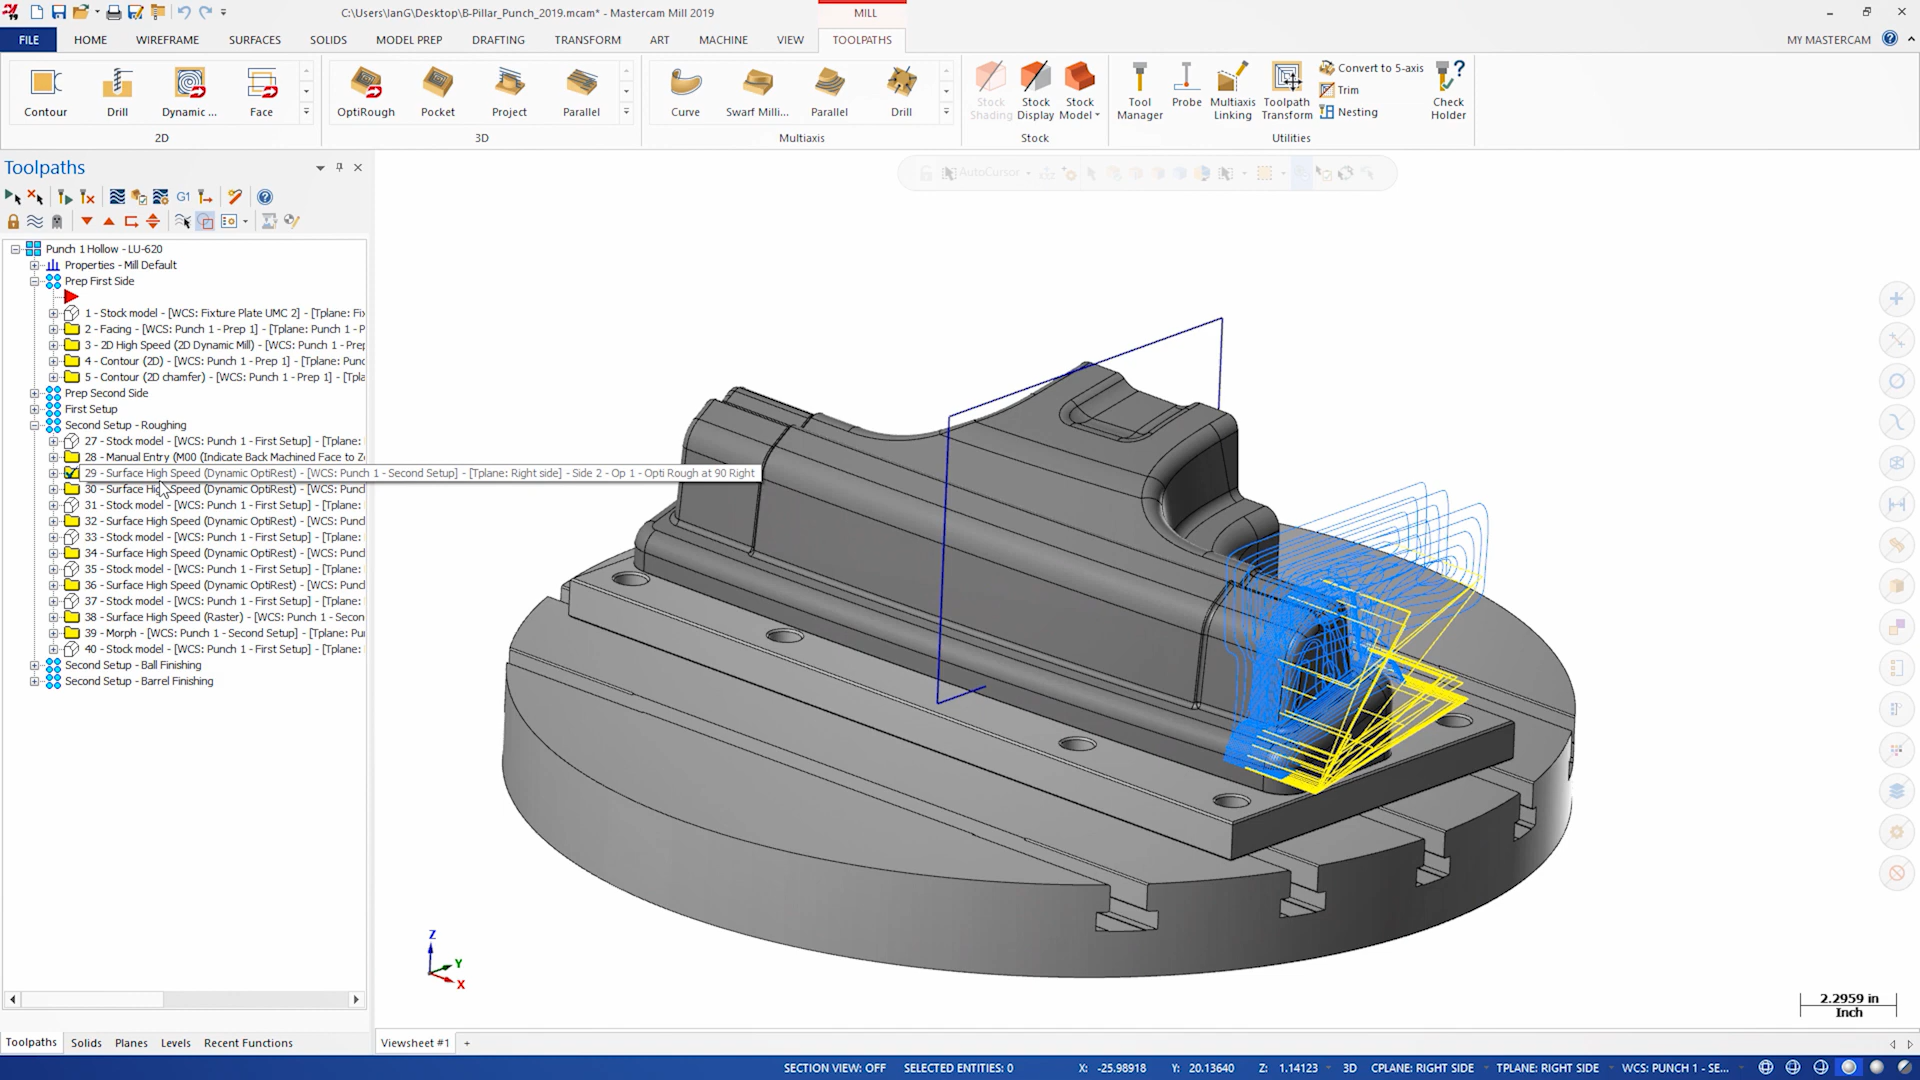 C:\Users\IanG\Desktop\B-Pillar_Punch_2019.mcam* - Mastercam Mill 2019
MILL
FILE HOME WIREFRAME SURFACES SOLIDS MODEL PREP DRAFTING TRANSFORM ART MACHINE VIEW TOOLPATHS MY MASTERCAM
Contour Drill Dynamic ... Face
2D
OptiRough Pocket Project Parallel
3D
Curve Swarf Milli... Parallel Drill
Multiaxis
Stock Shading
Stock Display
Stock Model
Stock
Tool Manager
Probe
Multiaxis Linking
Toolpath Transform
Convert to 5-axis
Trim
Nesting
Utilities
Check Holder
Toolpaths
G1
AutoCursor
Punch 1 Hollow - LU-620
Properties - Mill Default
Prep First Side
1 - Stock model - [WCS: Fixture Plate UMC 2] - [Tplane: Fix
2 - Facing - [WCS: Punch 1 - Prep 1] - [Tplane: Punch 1 - P
3 - 2D High Speed (2D Dynamic Mill) - [WCS: Punch 1 - Prep
4 - Contour (2D) - [WCS: Punch 1 - Prep 1] - [Tplane: Punc
5 - Contour (2D chamfer) - [WCS: Punch 1 - Prep 1] - [Tpla
Prep Second Side
First Setup
Second Setup - Roughing
27 - Stock model - [WCS: Punch 1 - First Setup] - [Tplane:
28 - Manual Entry (M00 (Indicate Back Machined Face to Ze
29 - Surface High Speed (Dynamic OptiRest) - [WCS: Punch 1 - Second Setup] - [Tplane: Right side] - Side 2 - Op 1 - Opti Rough at 90 Right
30 - Surface High Speed (Dynamic OptiRest) - [WCS: Punc
31 - Stock model - [WCS: Punch 1 - First Setup] - [Tplane:
32 - Surface High Speed (Dynamic OptiRest) - [WCS: Punc
33 - Stock model - [WCS: Punch 1 - First Setup] - [Tplane:
34 - Surface High Speed (Dynamic OptiRest) - [WCS: Punc
35 - Stock model - [WCS: Punch 1 - First Setup] - [Tplane:
36 - Surface High Speed (Dynamic OptiRest) - [WCS: Punc
37 - Stock model - [WCS: Punch 1 - First Setup] - [Tplane:
38 - Surface High Speed (Raster) - [WCS: Punch 1 - Secon
39 - Morph - [WCS: Punch 1 - Second Setup] - [Tplane: Pu
40 - Stock model - [WCS: Punch 1 - First Setup] - [Tplane:
Second Setup - Ball Finishing
Second Setup - Barrel Finishing
Z
Y
X
2.2959 in
Inch
Toolpaths Solids Planes Levels Recent Functions
Viewsheet #1 +
SECTION VIEW: OFF SELECTED ENTITIES: 0 X: -25.98918 Y: 20.13640 Z: 1.14123 3D CPLANE: RIGHT SIDE TPLANE: RIGHT SIDE WCS: PUNCH 1 - SE...